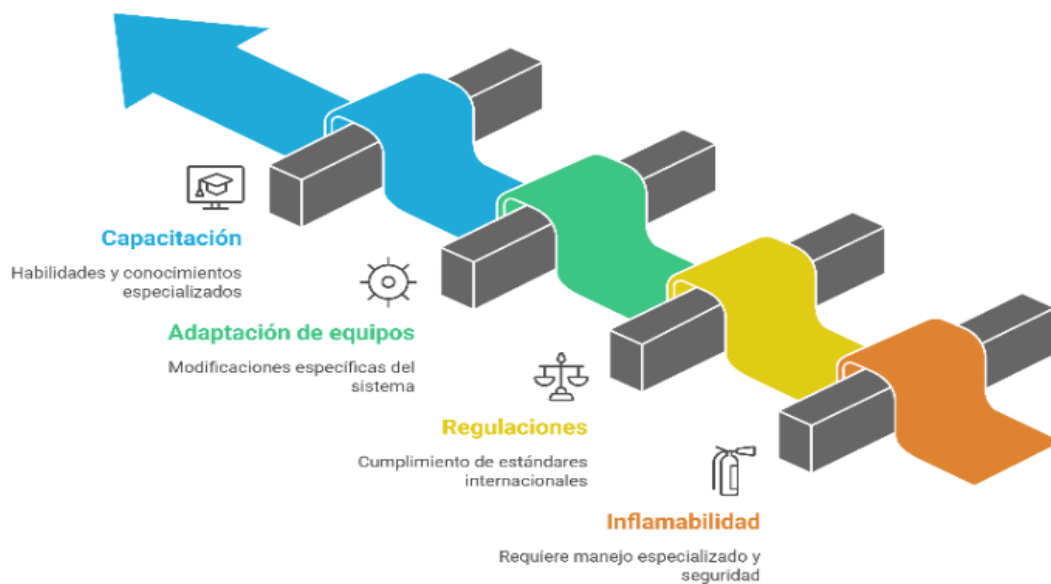 Capacitación
Habilidades y conocimientos
especializados
Adaptación de equipos
Modificaciones específicas del
sistema
Regulaciones
Cumplimiento de estándares
internacionales
Inflamabilidad
Requiere manejo especializado y
seguridad